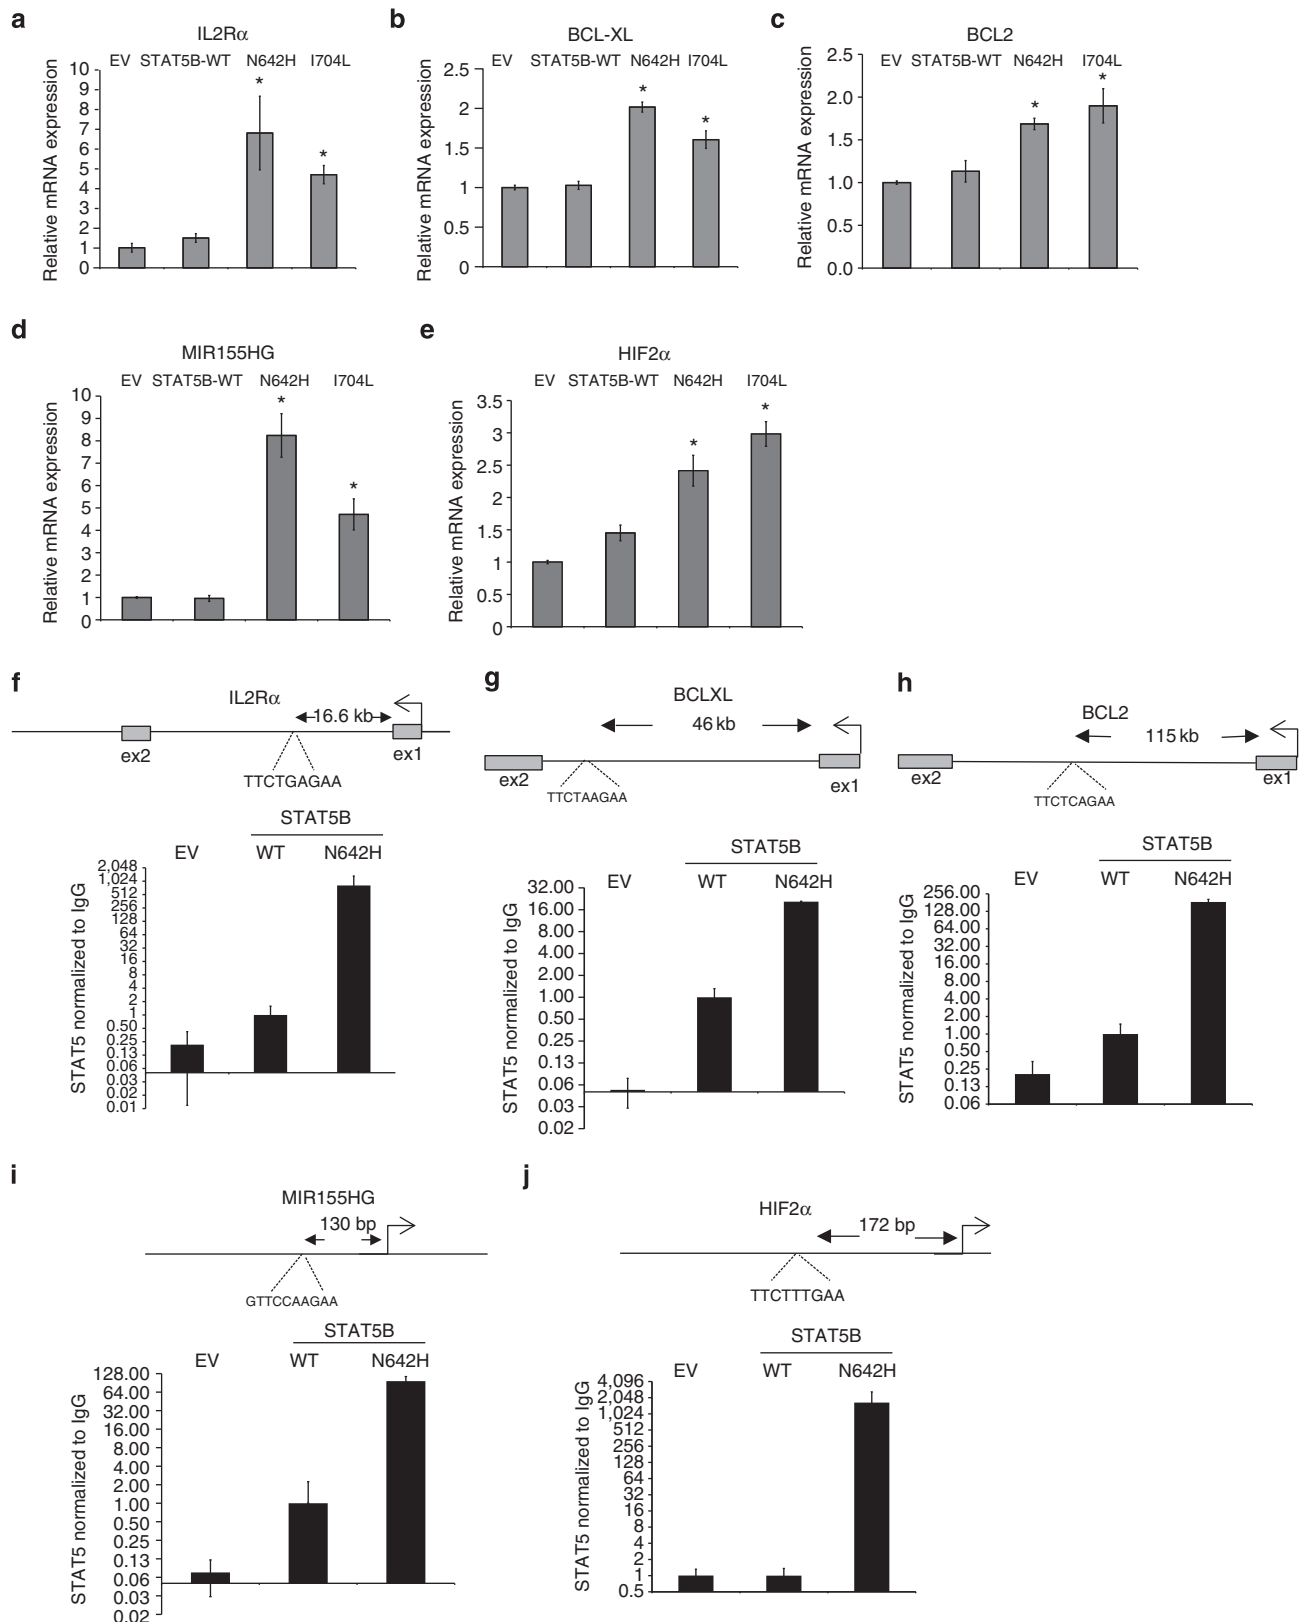 a
IL2Rα
EV STAT5B-WT N642H I704L
Relative mRNA expression
10
9
8
7
6
5
4
3
2
1
0
*
*
b
BCL-XL
EV STAT5B-WT N642H I704L
Relative mRNA expression
2.5
2
1.5
1
0.5
0
*
*
c
BCL2
EV STAT5B-WT N642H I704L
Relative mRNA expression
2.5
2.0
1.5
1.0
0.5
0.0
*
*
d
MIR155HG
EV STAT5B-WT N642H I704L
Relative mRNA expression
10
9
8
7
6
5
4
3
2
1
0
*
*
e
HIF2α
EV STAT5B-WT N642H I704L
Relative mRNA expression
3.5
3
2.5
2
1.5
1
0.5
0
*
*
f
IL2Rα
16.6 kb
ex2
ex1
TTCTGAGAA
STAT5B
EV WT N642H
STAT5 normalized to IgG
2,048
1,024
512
256
128
64
32
16
8
4
2
1
0.50
0.25
0.13
0.06
0.03
0.02
0.01
g
BCLXL
46 kb
ex2
ex1
TTCTAAGAA
STAT5B
EV WT N642H
STAT5 normalized to IgG
32.00
16.00
8.00
4.00
2.00
1.00
0.50
0.25
0.13
0.06
0.03
0.02
h
BCL2
115 kb
ex2
ex1
TTCTCAGAA
STAT5B
EV WT N642H
STAT5 normalized to IgG
256.00
128.00
64.00
32.00
16.00
8.00
4.00
2.00
1.00
0.50
0.25
0.13
0.06
i
MIR155HG
130 bp
GTTCCAAGAA
STAT5B
EV WT N642H
STAT5 normalized to IgG
128.00
64.00
32.00
16.00
8.00
4.00
2.00
1.00
0.50
0.25
0.13
0.06
0.03
0.02
j
HIF2α
172 bp
TTCTTTGAA
STAT5B
EV WT N642H
STAT5 normalized to IgG
4,096
2,048
1,024
512
256
128
64
32
16
8
4
2
1
0.5